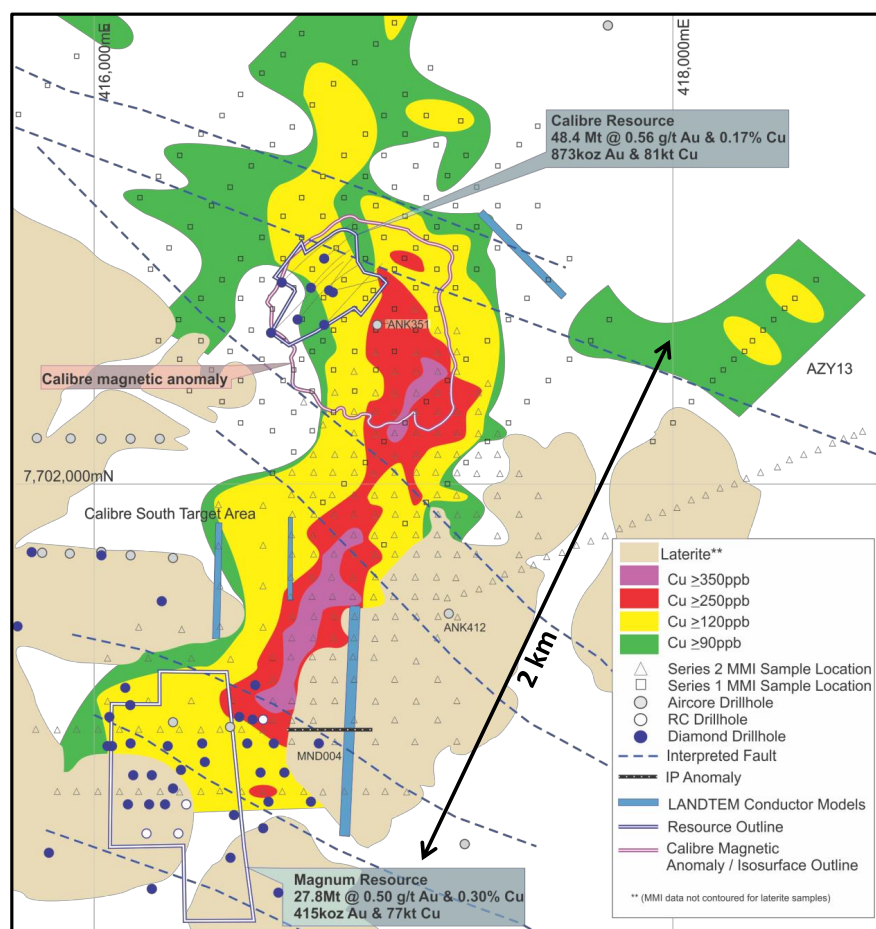 416,000mE
418,000mE
Calibre Resource
48.4 Mt @ 0.56 g/t Au & 0.17% Cu
873koz Au & 81kt Cu
ANK351
AZY13
Calibre magnetic anomaly
7,702,000mN
Calibre South Target Area
2 km
ANK412
MND004
Laterite**
Cu ≥350ppb
Cu ≥250ppb
Cu ≥120ppb
Cu ≥90ppb
Series 2 MMI Sample Location
Series 1 MMI Sample Location
Aircore Drillhole
RC Drillhole
Diamond Drillhole
Interpreted Fault
IP Anomaly
LANDTEM Conductor Models
Resource Outline
Calibre Magnetic
Anomaly / Isosurface Outline
** (MMI data not contoured for laterite samples)
Magnum Resource
27.8Mt @ 0.50 g/t Au & 0.30% Cu
415koz Au & 77kt Cu